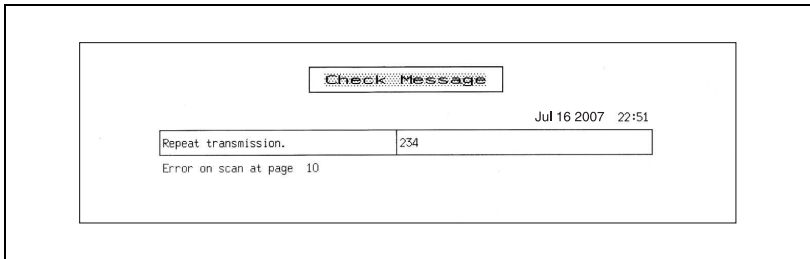 Check Message
Jul 16 2007 22:51
Repeat transmission. 234
Error on scan at page 10